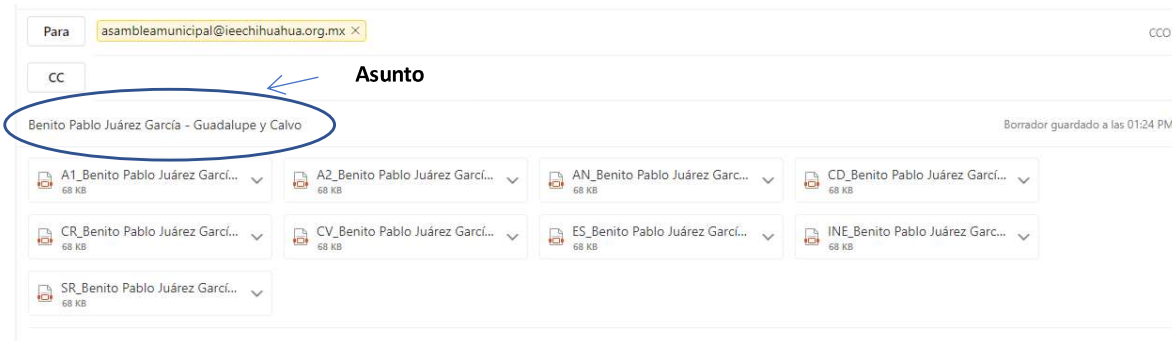 Para asambleamunicipal@ieechihuahua.org.mx × CCO
CC Asunto
Benito Pablo Juárez García - Guadalupe y Calvo Borrador guardado a las 01:24 PM
A1_Benito Pablo Juárez Garcí... A2_Benito Pablo Juárez Garcí... AN_Benito Pablo Juárez Garc... CD_Benito Pablo Juárez Garcí...
68 KB 68 KB 68 KB 68 KB
CR_Benito Pablo Juárez Garcí... CV_Benito Pablo Juárez Garcí... ES_Benito Pablo Juárez Garcí... INE_Benito Pablo Juárez Garc...
68 KB 68 KB 68 KB 68 KB
SR_Benito Pablo Juárez Garcí...
68 KB